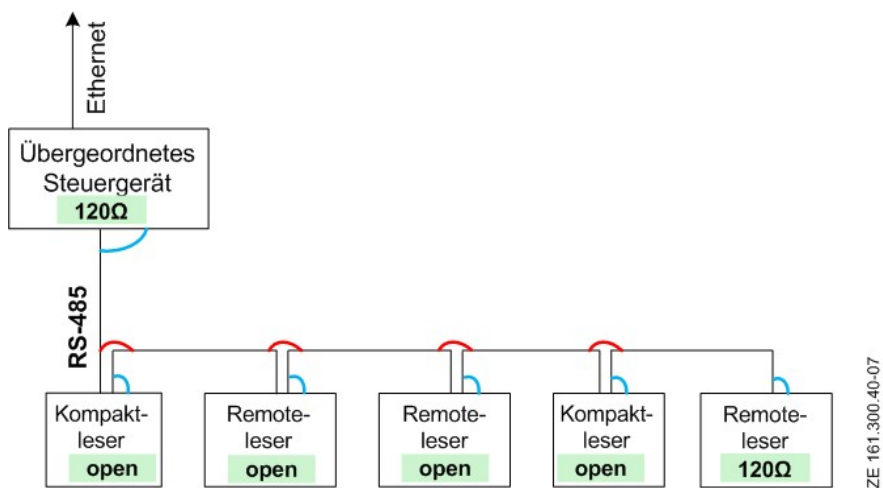 Ethernet
Übergeordnetes
Steuergerät
120Ω
RS-485
Kompakt-
leser
open
Remote-
leser
open
Remote-
leser
open
Kompakt-
leser
open
Remote-
leser
120Ω
ZE 161.300.40-07